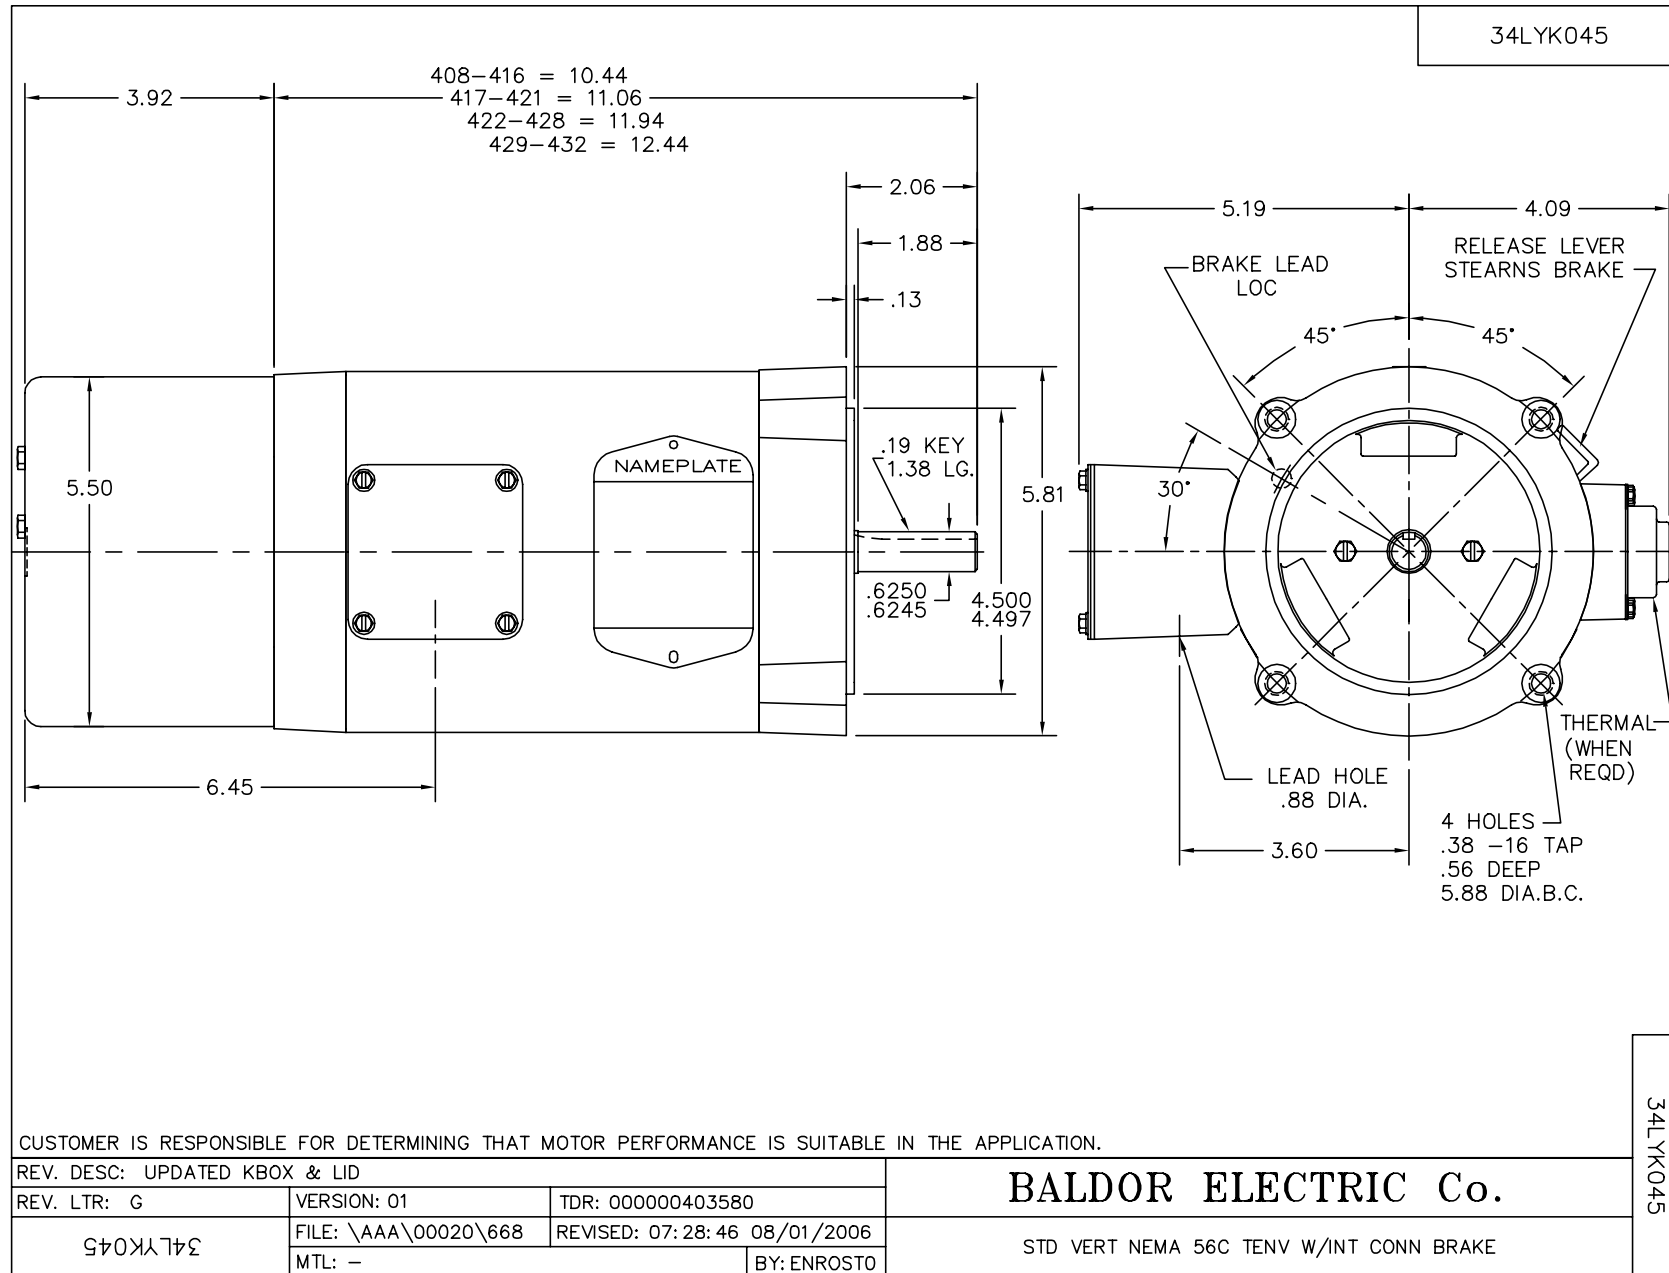 34LYK045
408-416 = 10.44
3.92
417-421 = 11.06
422-428 = 11.94
429-432 = 12.44
2.06
5.19
4.09
1.88
RELEASE LEVER
STEARNS BRAKE
BRAKE LEAD
LOC
.13
45°
45°
.19 KEY
1.38 LG.
NAMEPLATE
5.50
5.81
30°
.6250
.6245
4.500
4.497
6.45
THERMAL
(WHEN
REQD)
LEAD HOLE
.88 DIA.
4 HOLES
.38 -16 TAP
.56 DEEP
5.88 DIA.B.C.
3.60
34LYK045
CUSTOMER IS RESPONSIBLE FOR DETERMINING THAT MOTOR PERFORMANCE IS SUITABLE IN THE APPLICATION.
REV. DESC: UPDATED KBOX & LID
REV. LTR: G
VERSION: 01
TDR: 000000403580
34LYK045
FILE: \AAA\00020\668
REVISED: 07:28:46 08/01/2006
MTL: -
BY: ENROSTO
BALDOR ELECTRIC Co.
STD VERT NEMA 56C TENV W/INT CONN BRAKE